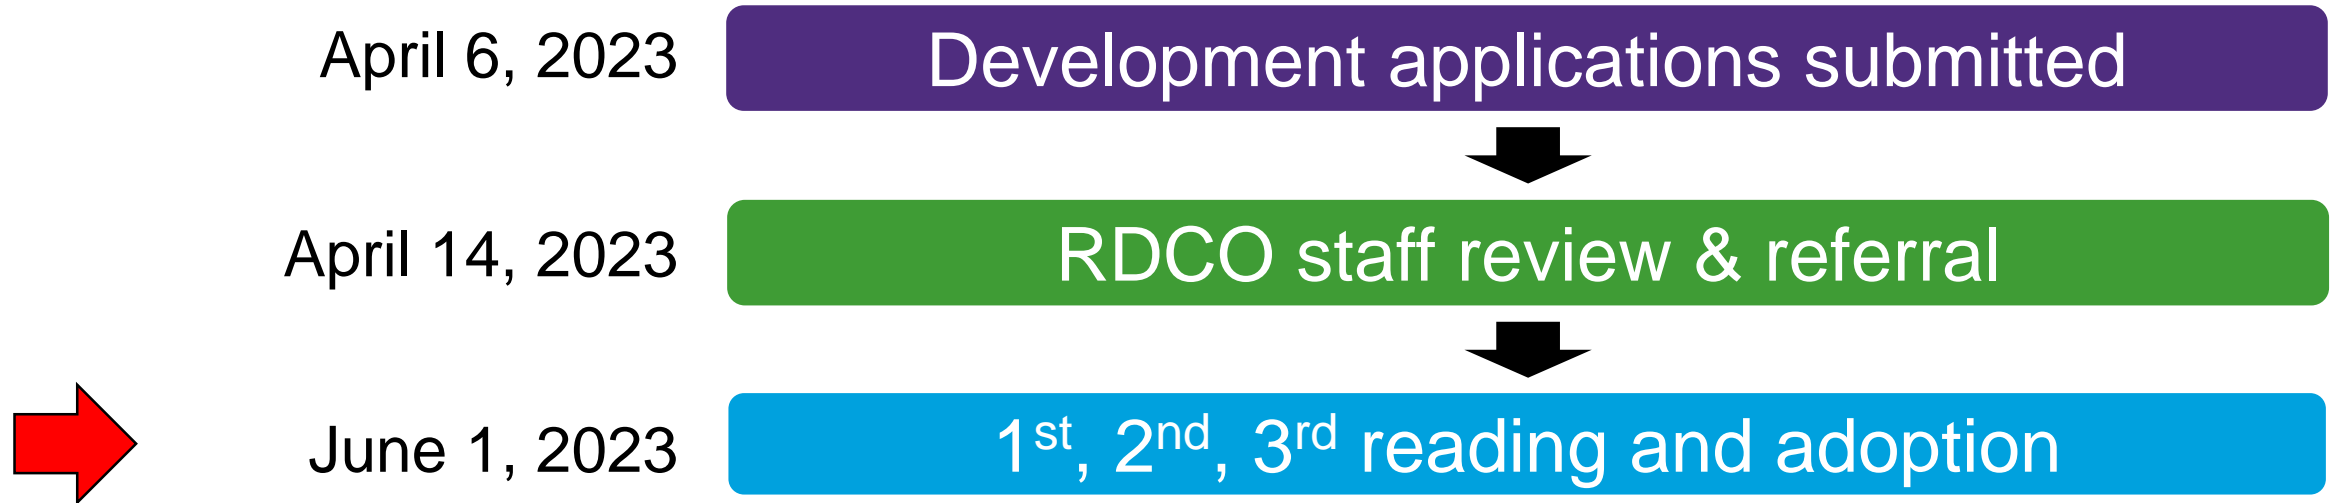 April 6, 2023 Development applications submitted
April 14, 2023 RDCO staff review & referral
June 1, 2023 1st, 2nd, 3rd reading and adoption